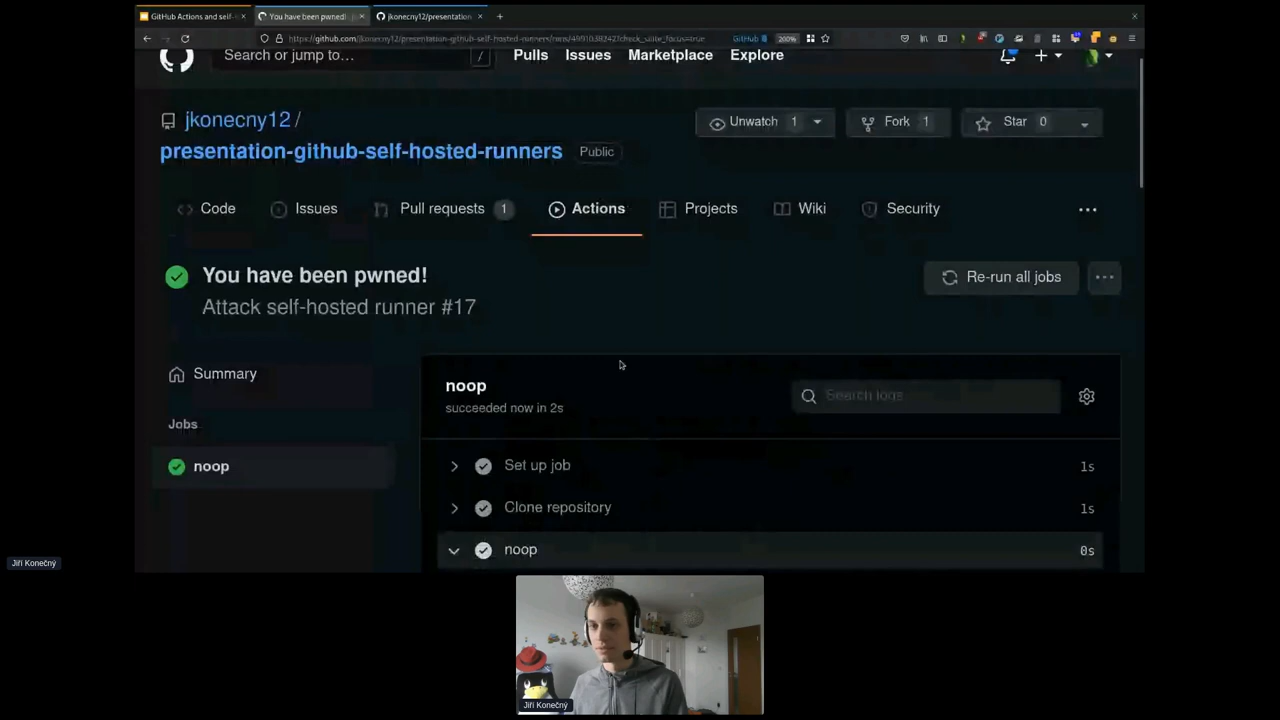 GitHub Actions and self-
You have been pwned!
jkonecny12/presentation
GitHub
200%
Search or jump to…
/
Pulls
Issues
Marketplace
Explore
jkonecny12 /
presentation-github-self-hosted-runners
Public
Unwatch 1
Fork 1
Star 0
Code
Issues
Pull requests 1
Actions
Projects
Wiki
Security
You have been pwned!
Attack self-hosted runner #17
Re-run all jobs
Summary
Jobs
noop
noop
succeeded now in 2s
Search logs
Set up job 1s
Clone repository 1s
noop 0s
Jiří Konečný
Jiří Konečný